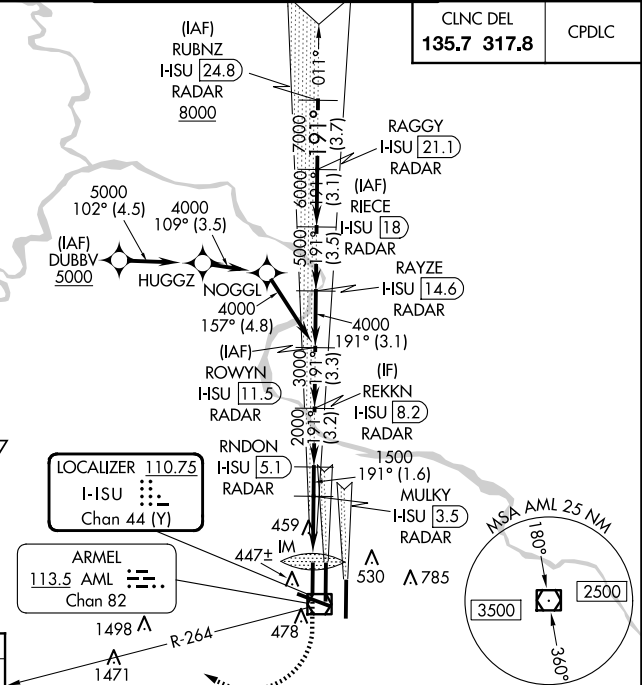 CLNC DEL
135.7 317.8
CPDLC
(IAF)
RUBNZ
I-ISU 24.8
RADAR
8000
011°
7000
191°
(3.7)
RAGGY
I-ISU 21.1
RADAR
6000
191°
(3.1)
(IAF)
RIECE
I-ISU 18
RADAR
5000
102° (4.5)
4000
109° (3.5)
5000
191°
(3.5)
(IAF)
DUBBV
5000
HUGGZ
NOGGL
4000
157° (4.8)
RAYZE
I-ISU 14.6
RADAR
4000
191° (3.1)
(IAF)
ROWYN
I-ISU 11.5
RADAR
3000
191°
(3.3)
(IF)
REKKN
I-ISU 8.2
RADAR
2000
191°
(3.2)
RNDON
I-ISU 5.1
RADAR
1500
191° (1.6)
MULKY
I-ISU 3.5
RADAR
7
LOCALIZER 110.75
I-ISU
Chan 44 (Y)
459
IM
447±
530
785
ARMEL
113.5 AML
Chan 82
1498
R-264
478
1471
MSA AML 25 NM
180°
3500
2500
360°